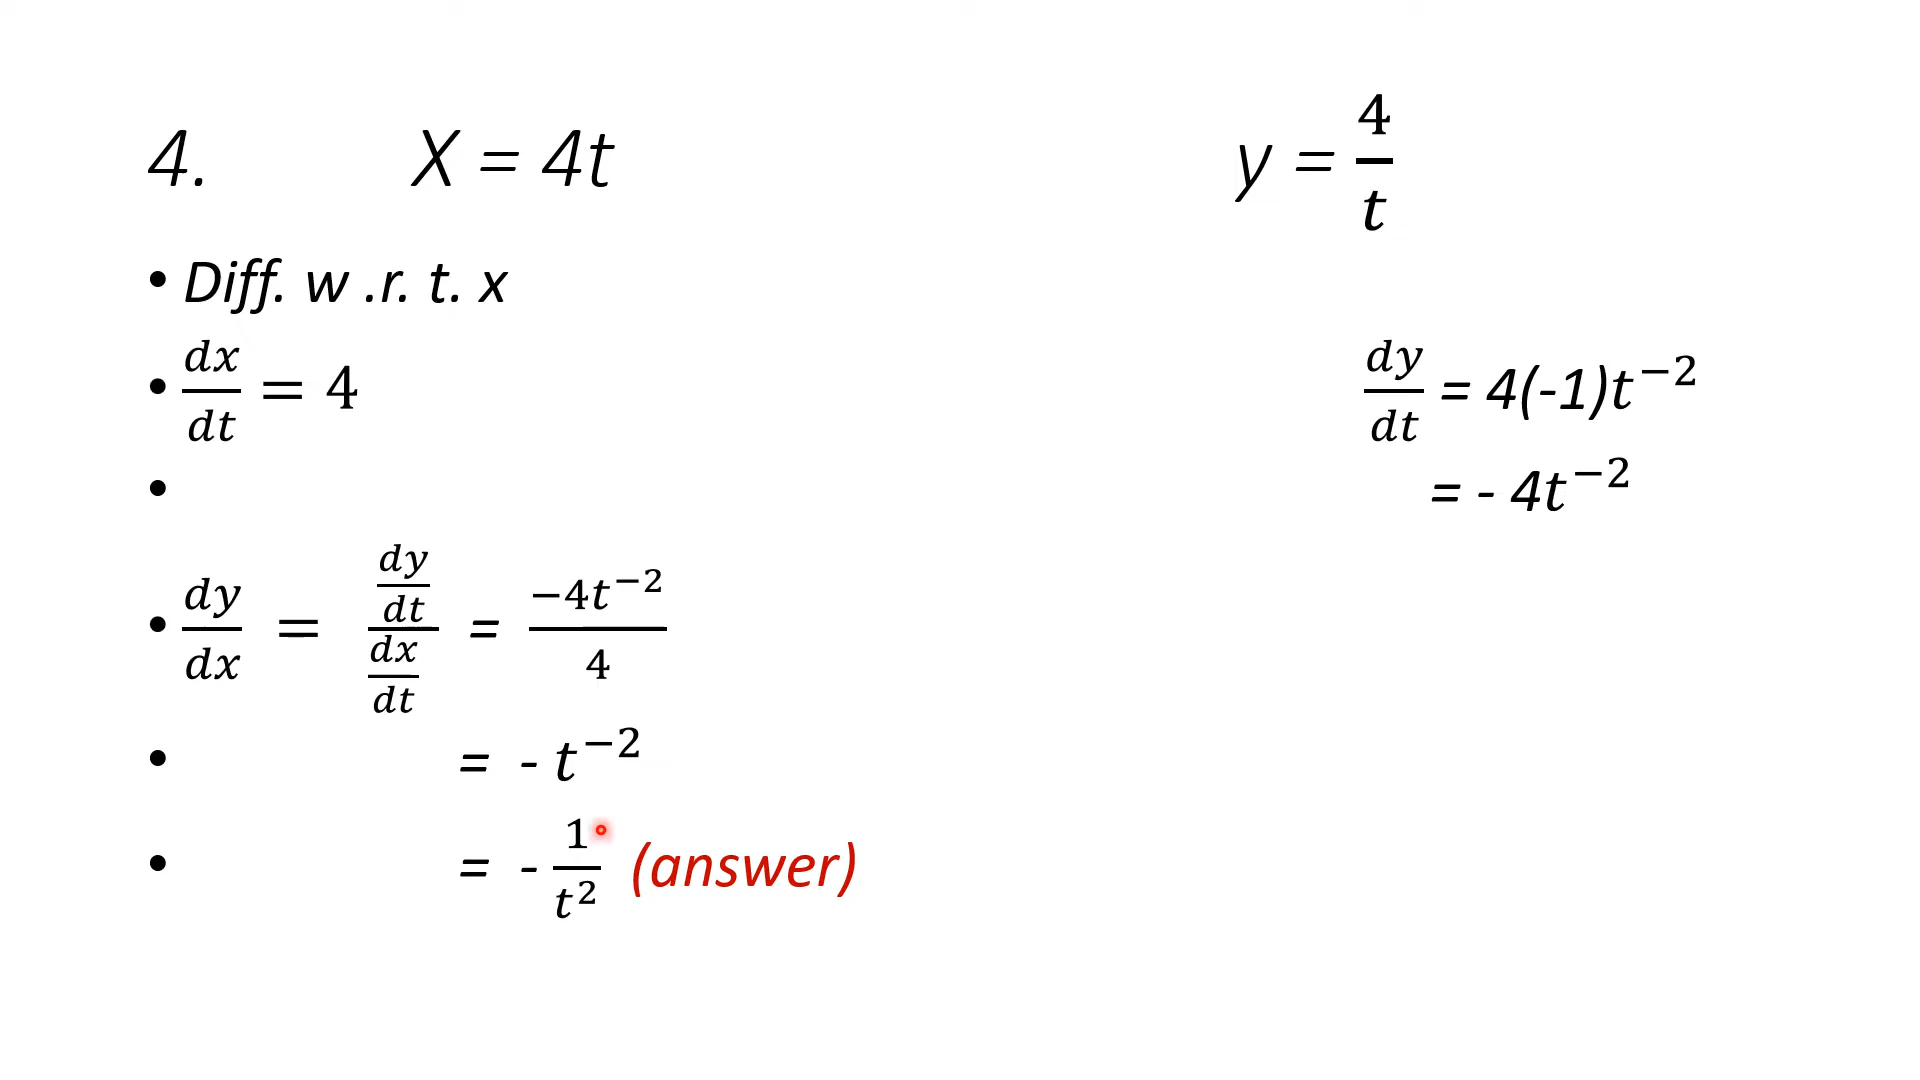 4. X = 4t y = 4/t
• Diff. w .r. t. x
• dx/dt = 4 dy/dt = 4(-1)t⁻²
• = - 4t⁻²
• dy/dx = (dy/dt)/(dx/dt) = −4t⁻²/4
• = - t⁻²
• = - 1/t² (answer)